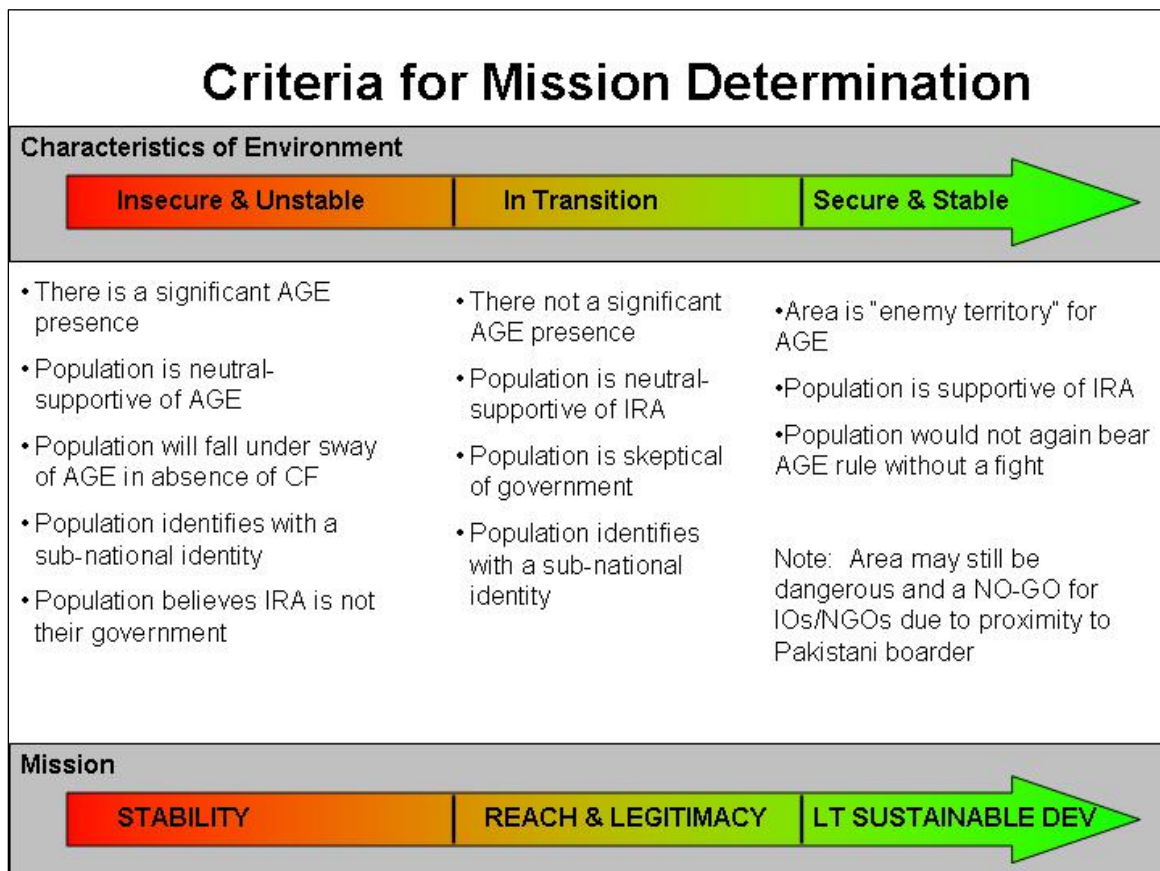 Criteria for Mission Determination
Characteristics of Environment
Insecure & Unstable
In Transition
Secure & Stable
• There is a significant AGE
presence
• Population is neutral-
supportive of AGE
• Population will fall under sway
of AGE in absence of CF
• Population identifies with a
sub-national identity
• Population believes IRA is not
their government
• There not a significant
AGE presence
• Population is neutral-
supportive of IRA
• Population is skeptical
of government
• Population identifies
with a sub-national
identity
•Area is "enemy territory" for
AGE
•Population is supportive of IRA
•Population would not again bear
AGE rule without a fight
Note: Area may still be
dangerous and a NO-GO for
IOs/NGOs due to proximity to
Pakistani boarder
Mission
STABILITY
REACH & LEGITIMACY
LT SUSTAINABLE DEV